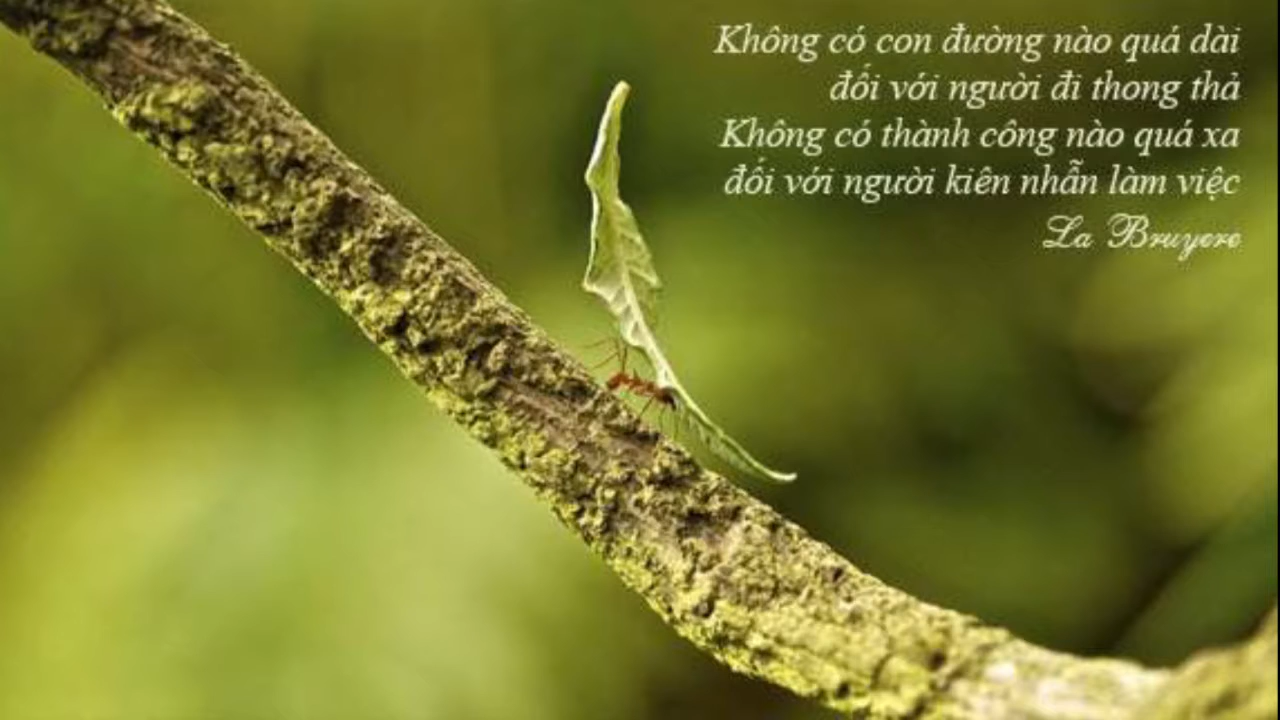 Không có con đường nào quá dài
đối với người đi thong thả
Không có thành công nào quá xa
đối với người kiên nhẫn làm việc
La Bruyere